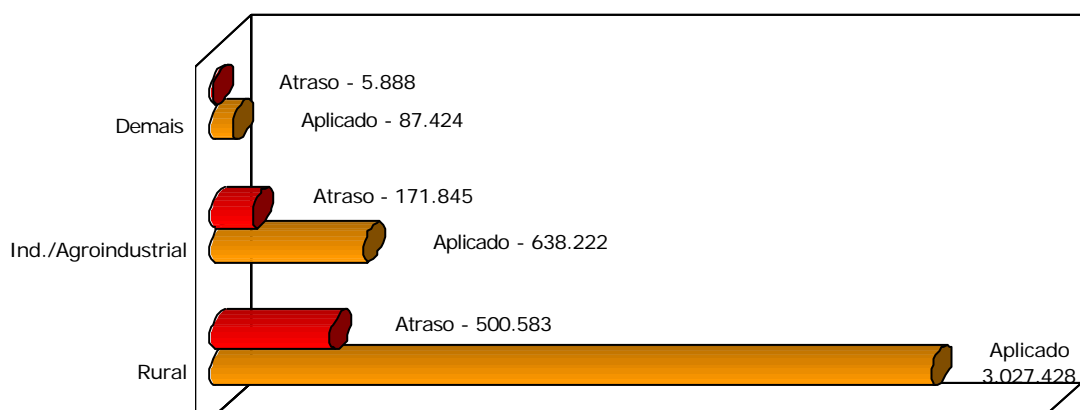 Atraso - 5.888
Demais
Aplicado - 87.424
Atraso - 171.845
Ind./Agroindustrial
Aplicado - 638.222
Atraso - 500.583
Rural
Aplicado
3.027.428